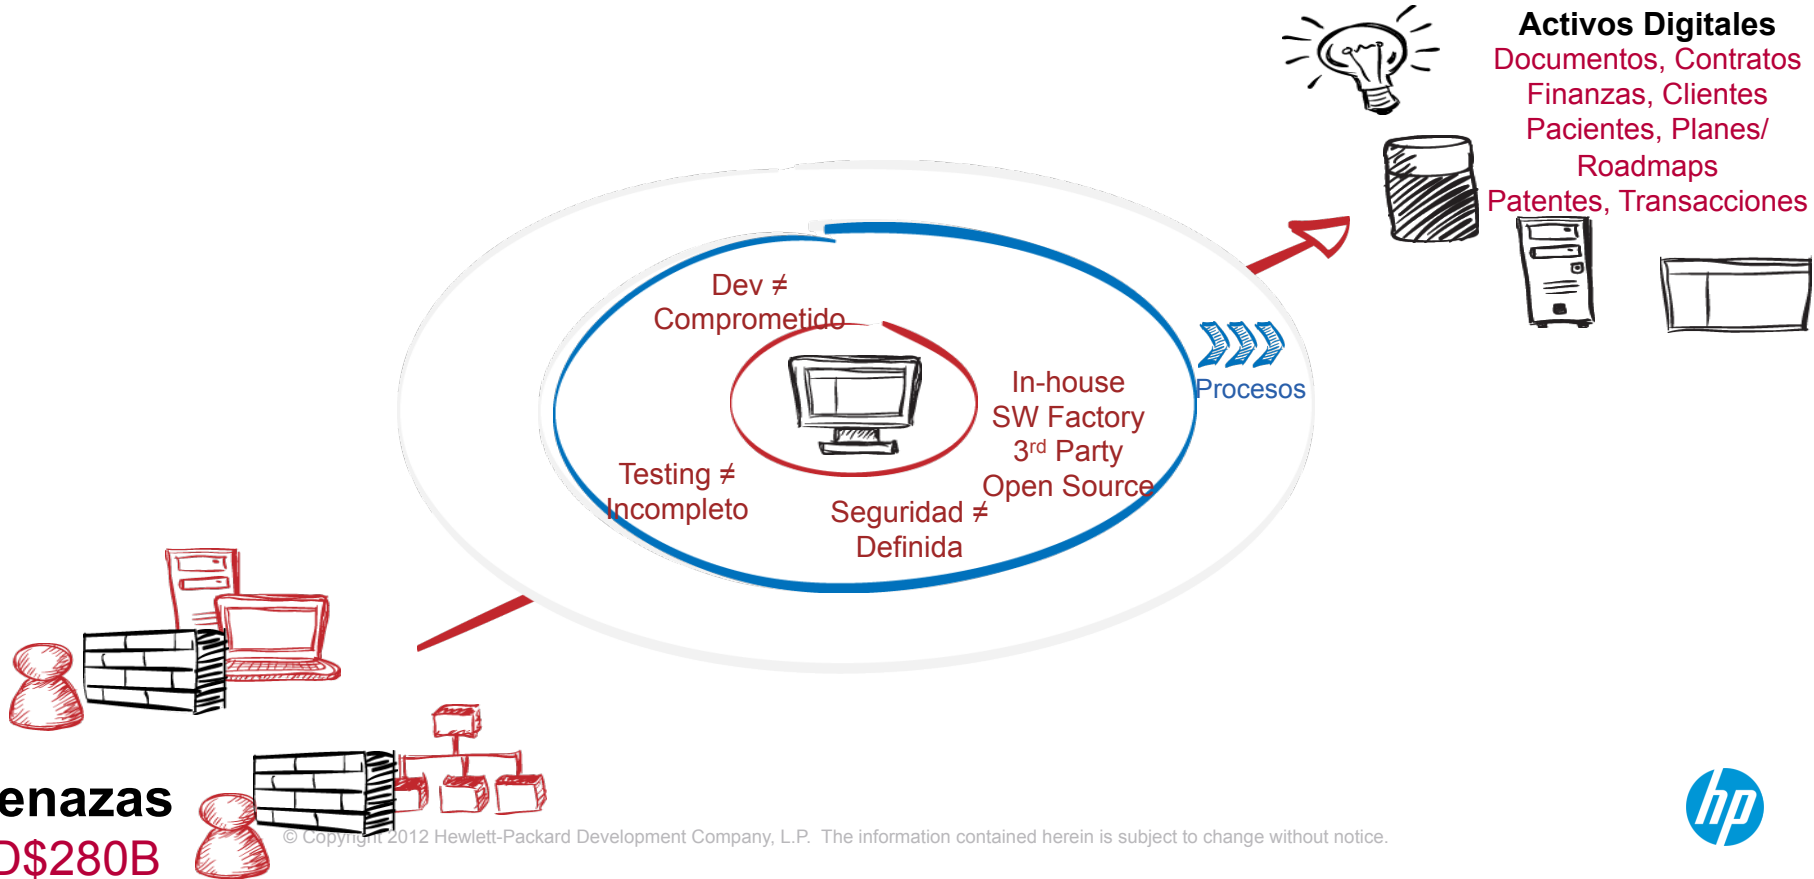 Activos Digitales
Documentos, Contratos
Finanzas, Clientes
Pacientes, Planes/
Roadmaps
Patentes, Transacciones
Dev ≠
Comprometido
In-house
SW Factory
3rd Party
Open Source
Procesos
Testing ≠
Incompleto
Seguridad ≠
Definida
enazas
D$280B
© Copyright 2012 Hewlett-Packard Development Company, L.P. The information contained herein is subject to change without notice.
hp